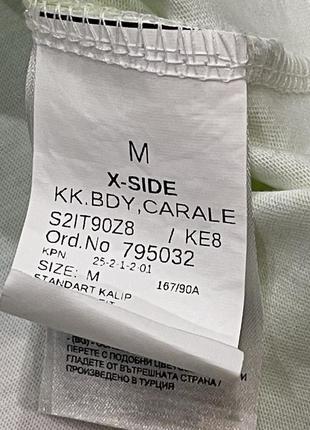 M
X-SIDE
KK.BDY,CARALE
S2IT90Z8 / KE8
Ord.No 795032
KPN 25-2-1-2-01
SIZE: M 167/90A
STANDART KALIP
ПЕРЕТЕ С ПОДОБНИ
ГЛАДЕТЕ ОТ ВЪТРЕШНАТА СТРАНА /
ПРОИЗВЕДЕНО В ТУРЦИЯ